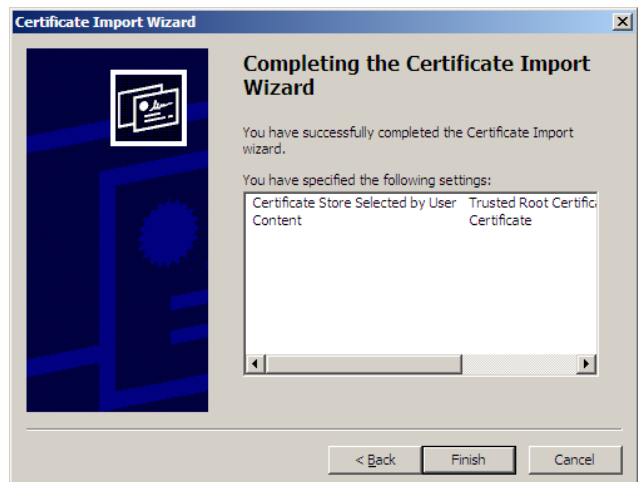 Certificate Import Wizard
Completing the Certificate Import
Wizard
You have successfully completed the Certificate Import
wizard.
You have specified the following settings:
Certificate Store Selected by User Trusted Root Certific
Content Certificate
< Back Finish Cancel